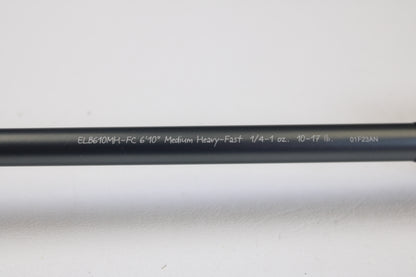 ELB610MH-FC 6'10" Medium Heavy-Fast 1/4-1 oz. 10-17 lb. 01F23AN